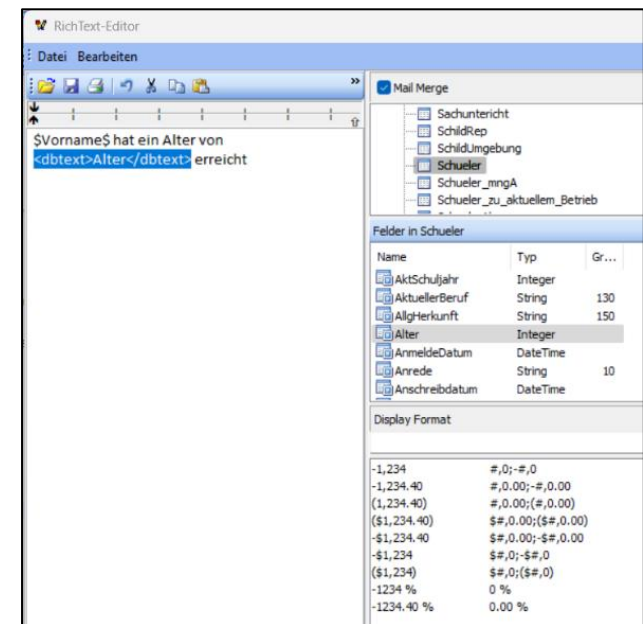 RichText-Editor
Datei Bearbeiten
»
$Vorname$ hat ein Alter von
<dbtext>Alter</dbtext> erreicht
Mail Merge
Sachuntericht
SchildRep
SchildUmgebung
Schueler
Schueler_mngA
Schueler_zu_aktuellem_Betrieb
Felder in Schueler
Name Typ Gr...
AktSchuljahr Integer
AktuellerBeruf String 130
AllgHerkunft String 150
Alter Integer
AnmeldeDatum DateTime
Anrede String 10
Anschreibdatum DateTime
Display Format
-1,234 #,0;-#,0
-1,234.40 #,0.00;-#,0.00
(1,234.40) #,0.00;(#,0.00)
($1,234.40) $#,0.00;($#,0.00)
-$1,234.40 $#,0.00;-$#,0.00
-$1,234 $#,0;-$#,0
($1,234) $#,0;($#,0)
-1234 % 0 %
-1234.40 % 0.00 %